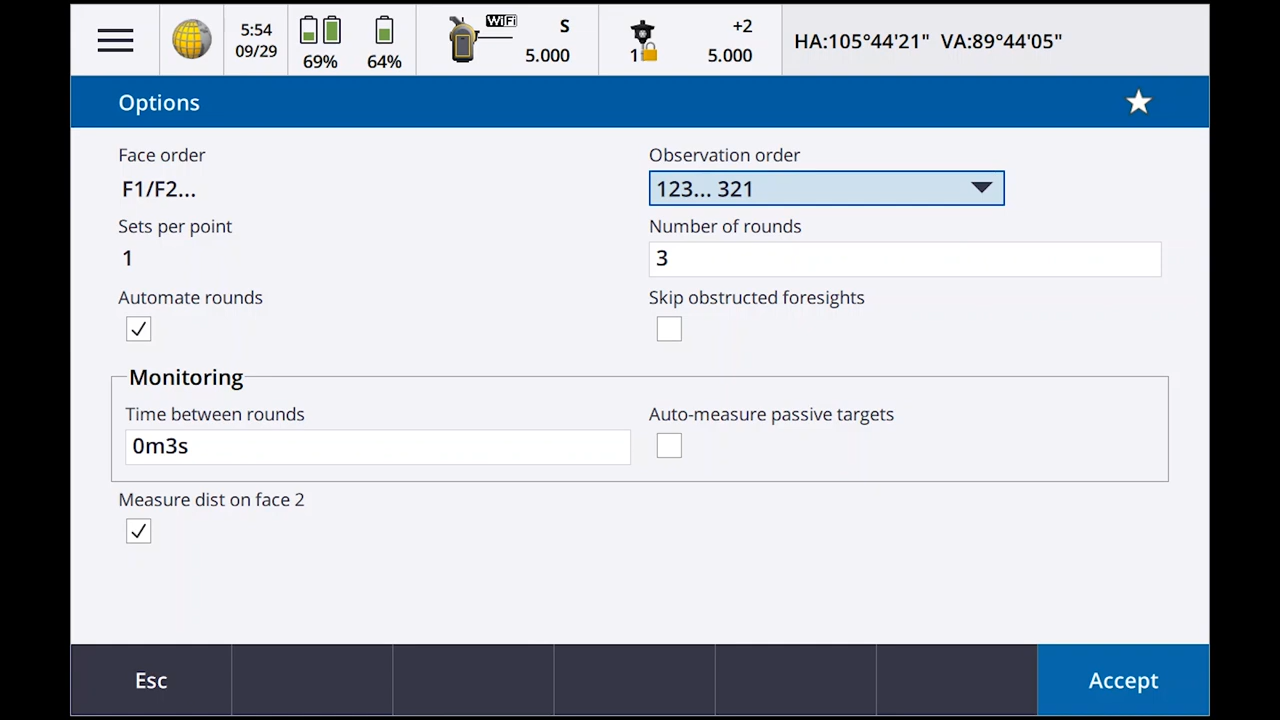 5:54
09/29
69%
64%
WiFi
S
5.000
1
+2
5.000
HA:105°44'21" VA:89°44'05"
Options
Face order
F1/F2...
Observation order
123... 321
Sets per point
1
Number of rounds
3
Automate rounds
Skip obstructed foresights
Monitoring
Time between rounds
0m3s
Auto-measure passive targets
Measure dist on face 2
Esc
Accept